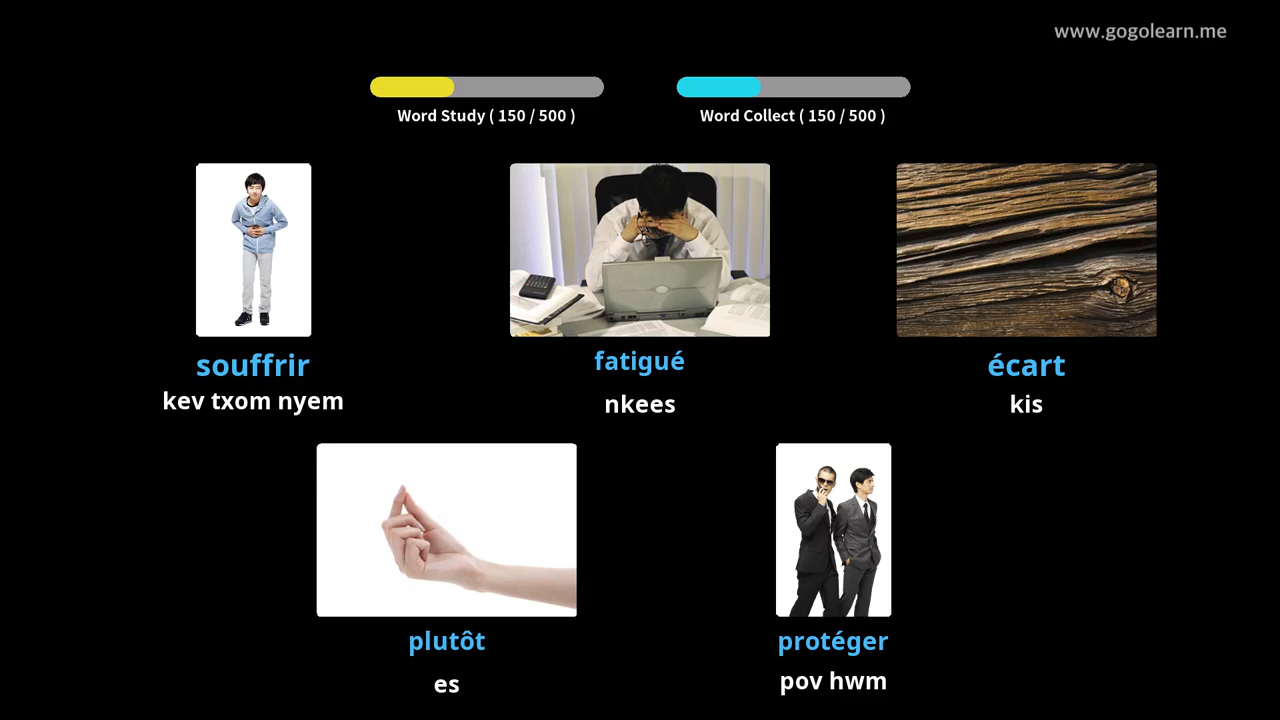 www.gogolearn.me
Word Study ( 150 / 500 )
Word Collect ( 150 / 500 )
souffrir
kev txom nyem
fatigué
nkees
écart
kis
plutôt
es
protéger
pov hwm